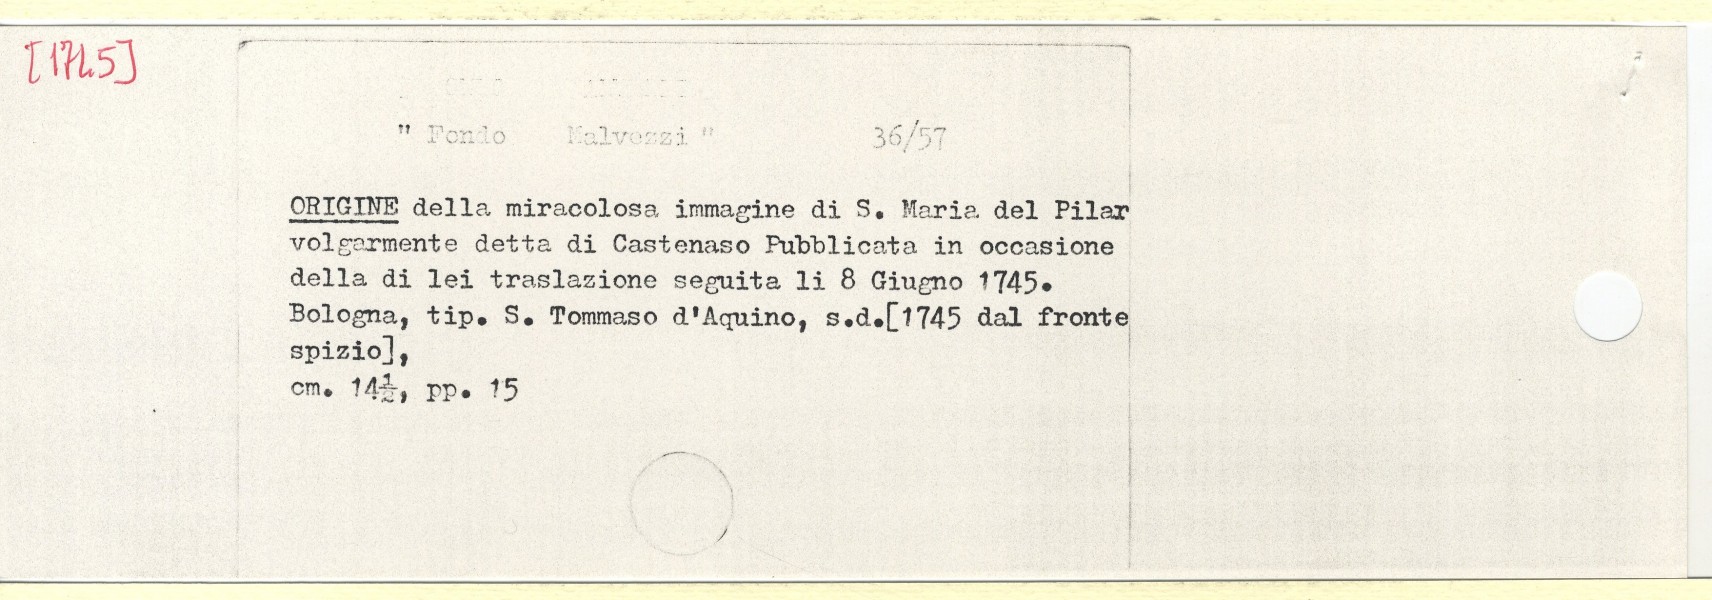 [1745]
" Fondo Malvezzi " 36/57
ORIGINE della miracolosa immagine di S. Maria del Pilar
volgarmente detta di Castenaso Pubblicata in occasione
della di lei traslazione seguita li 8 Giugno 1745.
Bologna, tip. S. Tommaso d'Aquino, s.d.[1745 dal fronte
spizio],
cm. 14½, pp. 15